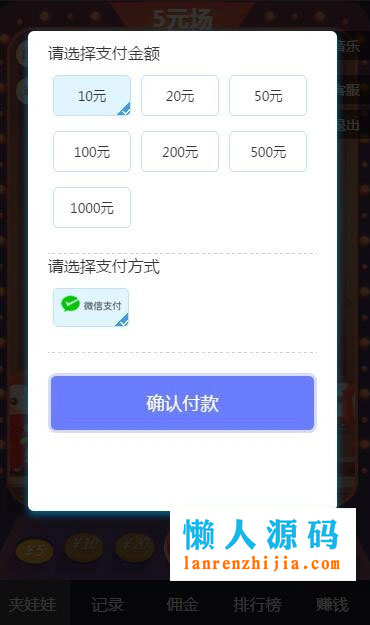 5元场
请选择支付金额
音乐
10元 20元 50元
客服
退出
100元 200元 500元
1000元
请选择支付方式
微信支付
确认付款
懒人源码
lanrenzhijia.com
¥5 ¥10 ¥20
夹娃娃 记录 佣金 排行榜 赚钱